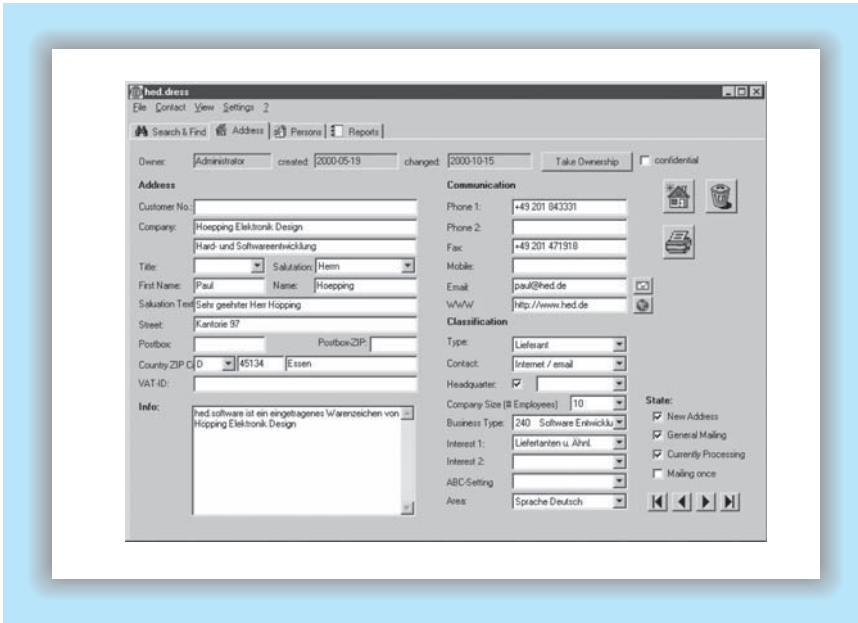 hed.dress
File Contact View Settings ?
Search & Find Address Persons Reports
Owner: Administrator created: 2000-05-19 changed: 2000-10-15 Take Ownership confidential
Address
Customer No.:
Company: Hoepping Elektronik Design
Hard- und Softwareentwicklung
Title: Salutation: Herrn
First Name: Paul Name: Hoepping
Saluation Text Sehr geehrter Herr Höpping
Street: Kantorie 97
Postbox: Postbox-ZIP:
Country ZIP C D 45134 Essen
VAT-ID:
Info: hed.software ist ein eingetragenes Warenzeichen von
Höpping Elektronik Design
Communication
Phone 1: +49 201 843331
Phone 2:
Fax: +49 201 471918
Mobile:
Email: paul@hed.de
WWW http://www.hed.de
Classification
Type: Lieferant
Contact: Internet / email
Headquarter:
Company Size (# Employees) 10
Business Type: 240 Software Entwicklu
Interest 1: Liefertanten u. Ähnl.
Interest 2:
ABC-Setting
Area: Sprache Deutsch
State:
New Address
General Mailing
Currently Processing
Mailing once